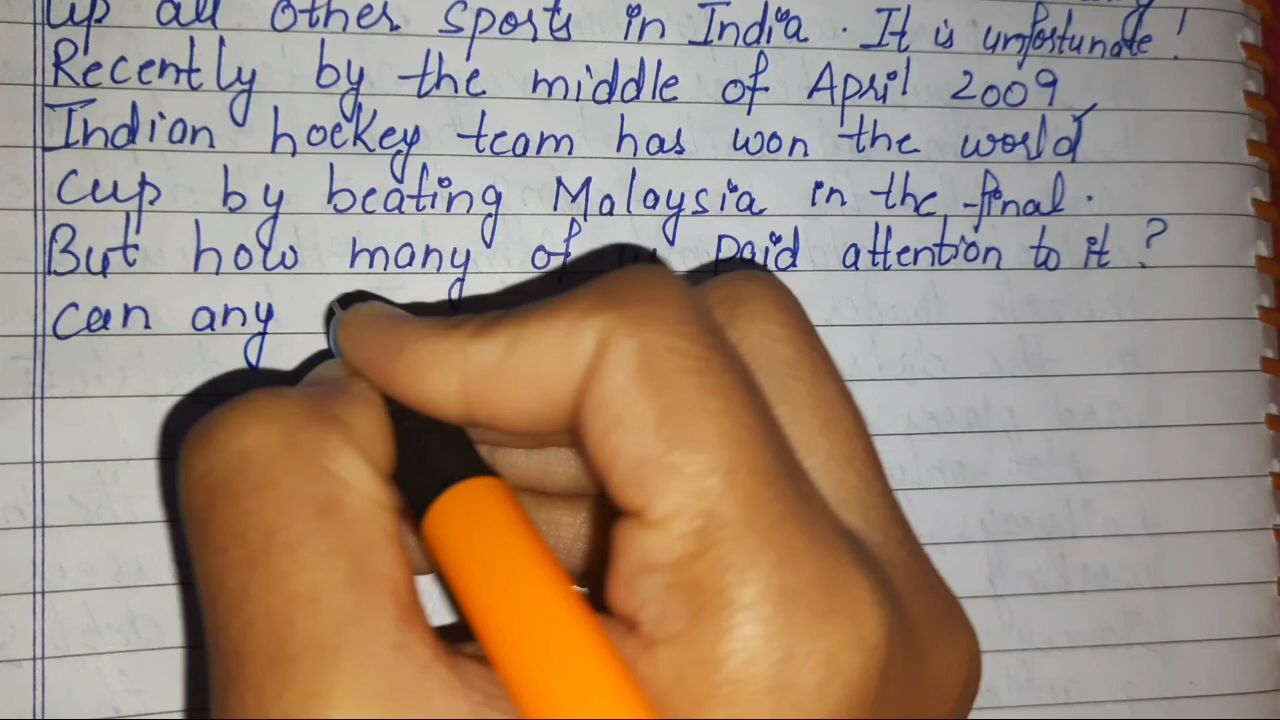 up all other sports in India. It is unfortunate!
Recently by the middle of April 2009,
Indian hockey team has won the world
cup by beating Malaysia in the final.
But how many of paid attention to it?
can any